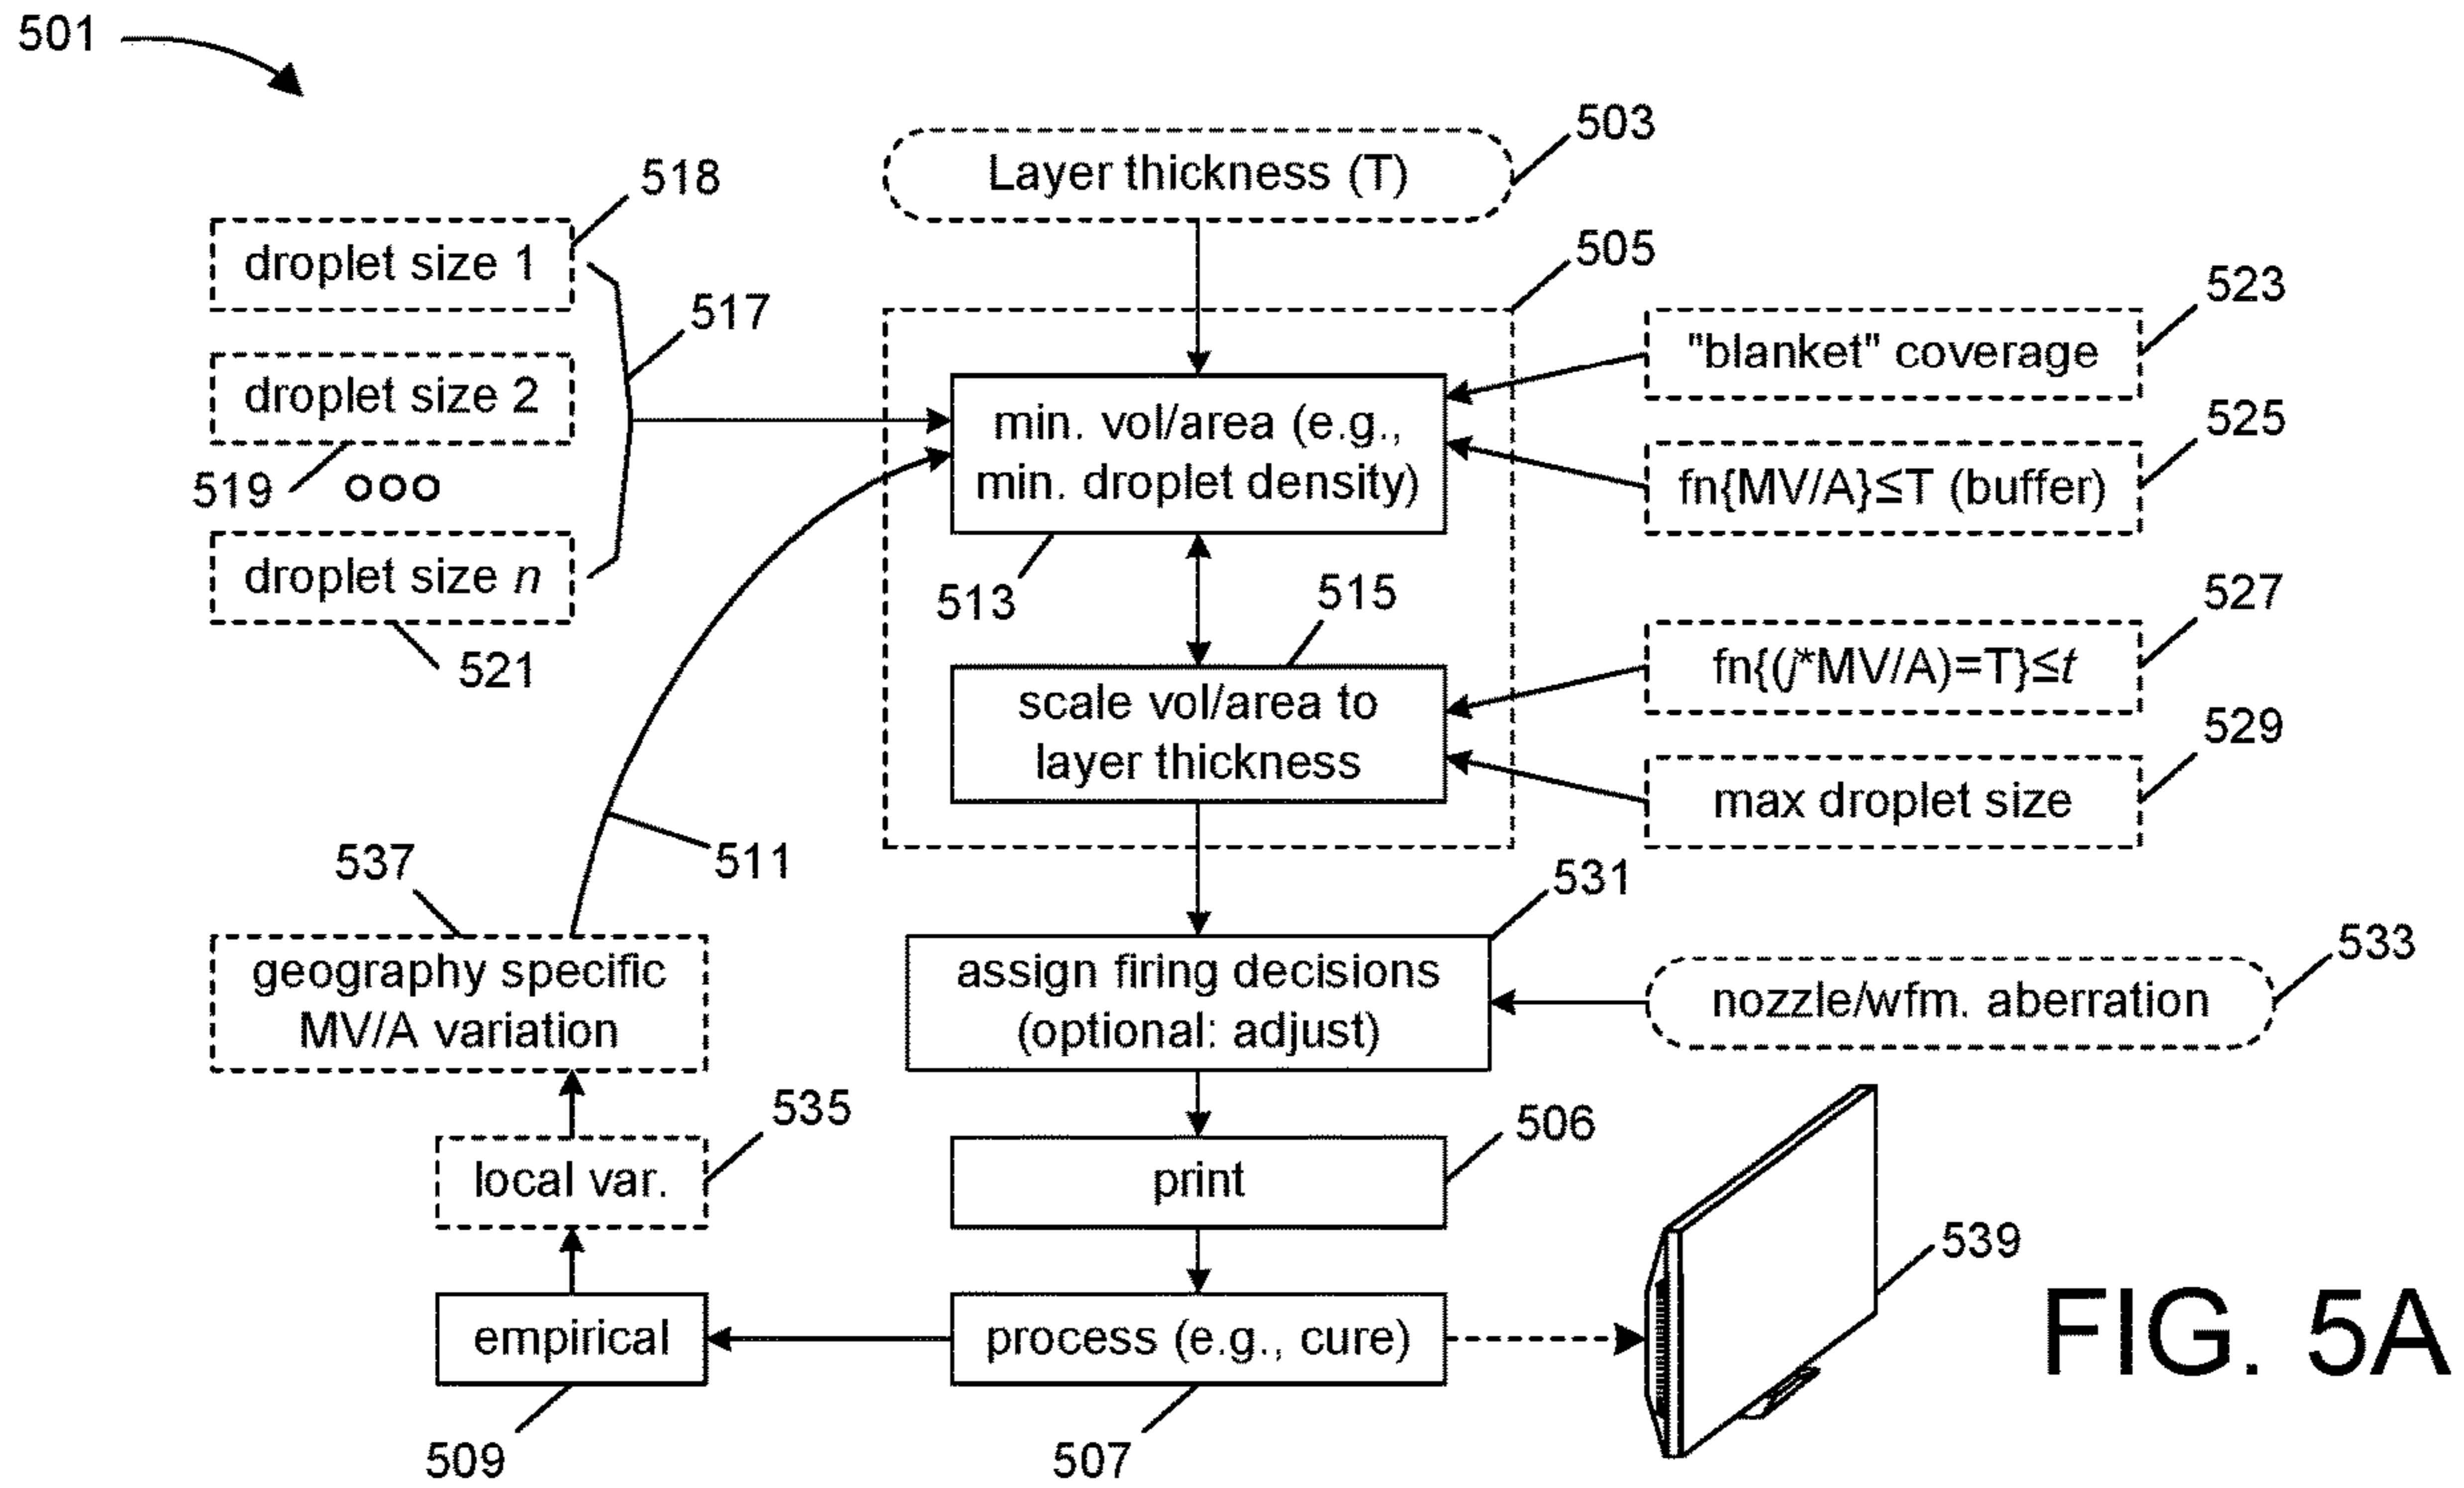 501
503
Layer thickness (T)
518
droplet size 1
505
517
523
"blanket" coverage
droplet size 2
519
ooo
min. vol/area (e.g.,
min. droplet density)
525
fn{MV//A}≤T (buffer)
droplet size n
521
513
515
527
fn{(j*MV//A)=T}≤t
scale vol/area to
layer thickness
529
max droplet size
511
537
geography specific
MV//A variation
531
assign firing decisions
(optional: adjust)
533
nozzle/wfm. aberration
535
local var.
506
print
539
empirical
509
process (e.g., cure)
507
FIG. 5A